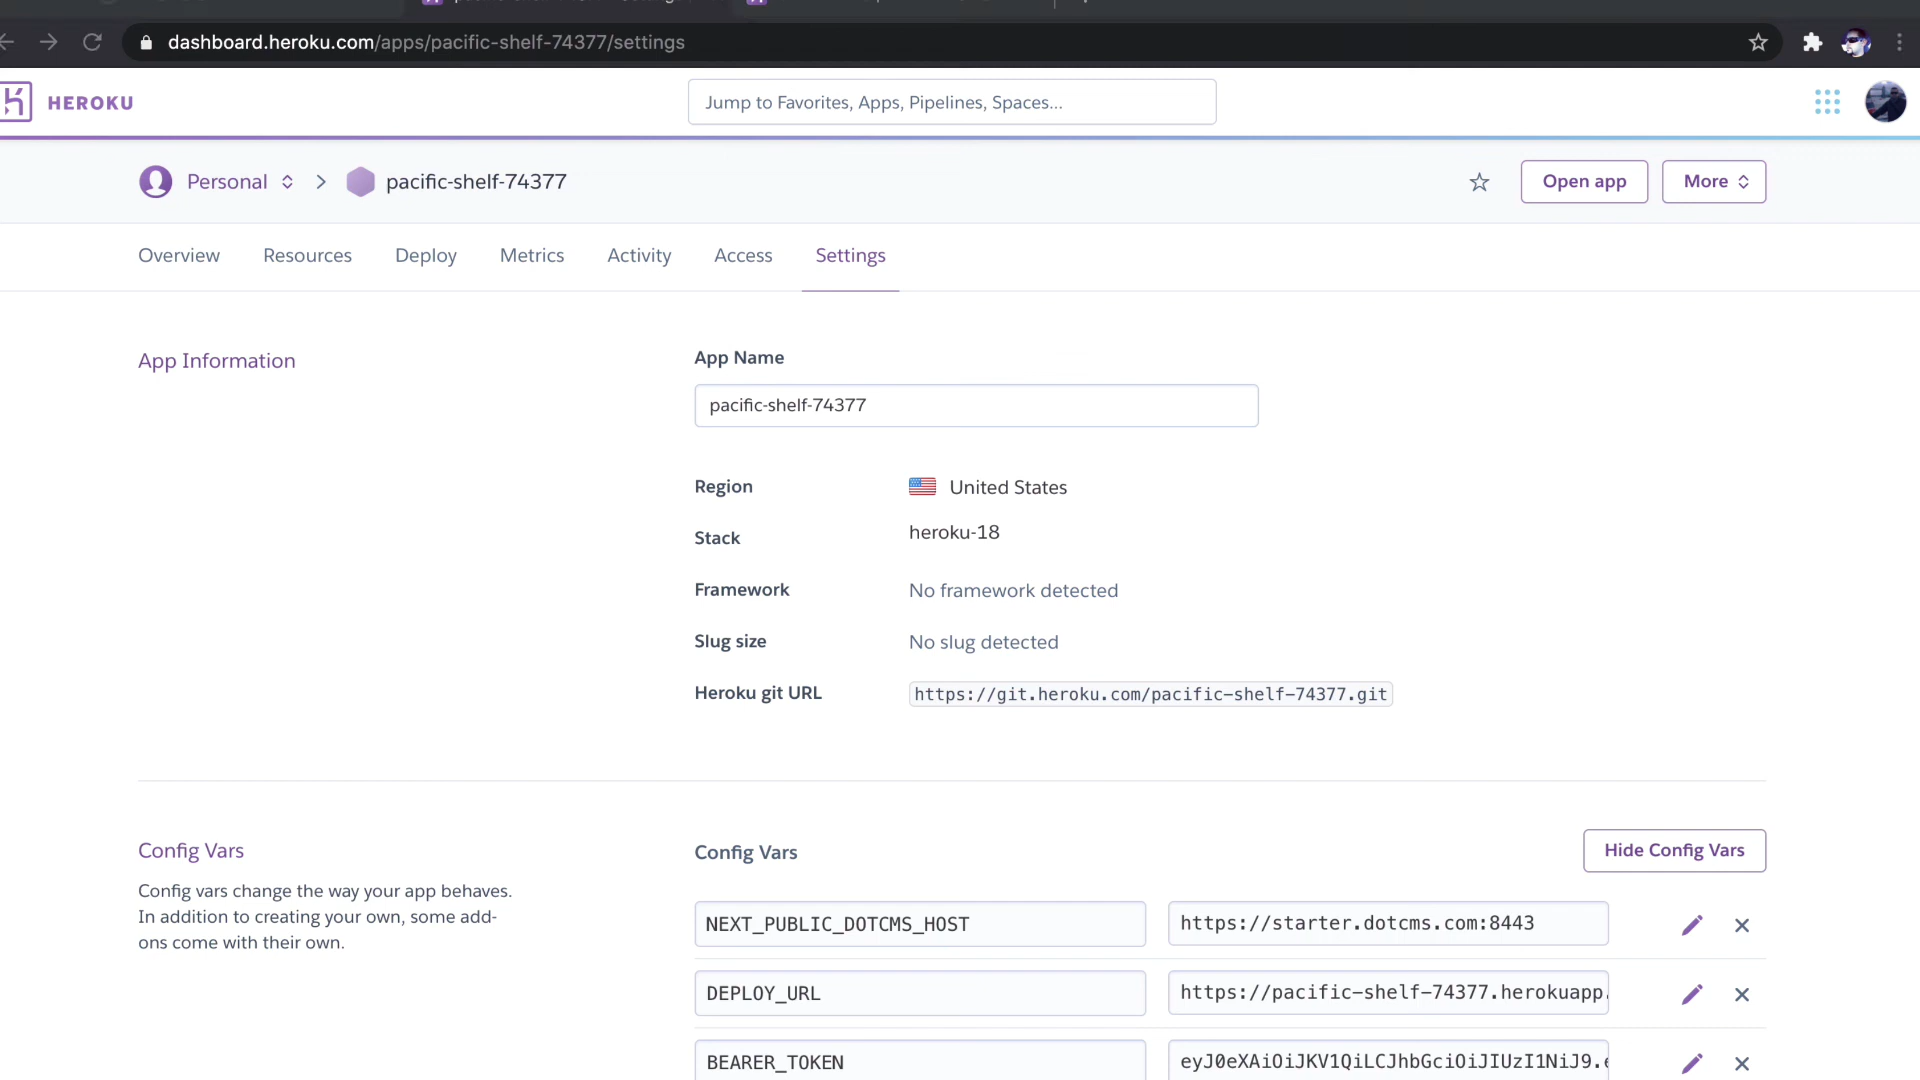 dashboard.heroku.com/apps/pacific-shelf-74377/settings
HEROKU
Jump to Favorites, Apps, Pipelines, Spaces...
Personal
pacific-shelf-74377
Open app
More
Overview
Resources
Deploy
Metrics
Activity
Access
Settings
App Information
App Name
pacific-shelf-74377
Region
United States
Stack
heroku-18
Framework
No framework detected
Slug size
No slug detected
Heroku git URL
https://git.heroku.com/pacific-shelf-74377.git
Config Vars
Config vars change the way your app behaves.
In addition to creating your own, some add-
ons come with their own.
Config Vars
Hide Config Vars
NEXT_PUBLIC_DOTCMS_HOST
https://starter.dotcms.com:8443
DEPLOY_URL
https://pacific-shelf-74377.herokuapp.
BEARER_TOKEN
eyJ0eXAiOiJKV1QiLCJhbGciOiJIUzI1NiJ9.